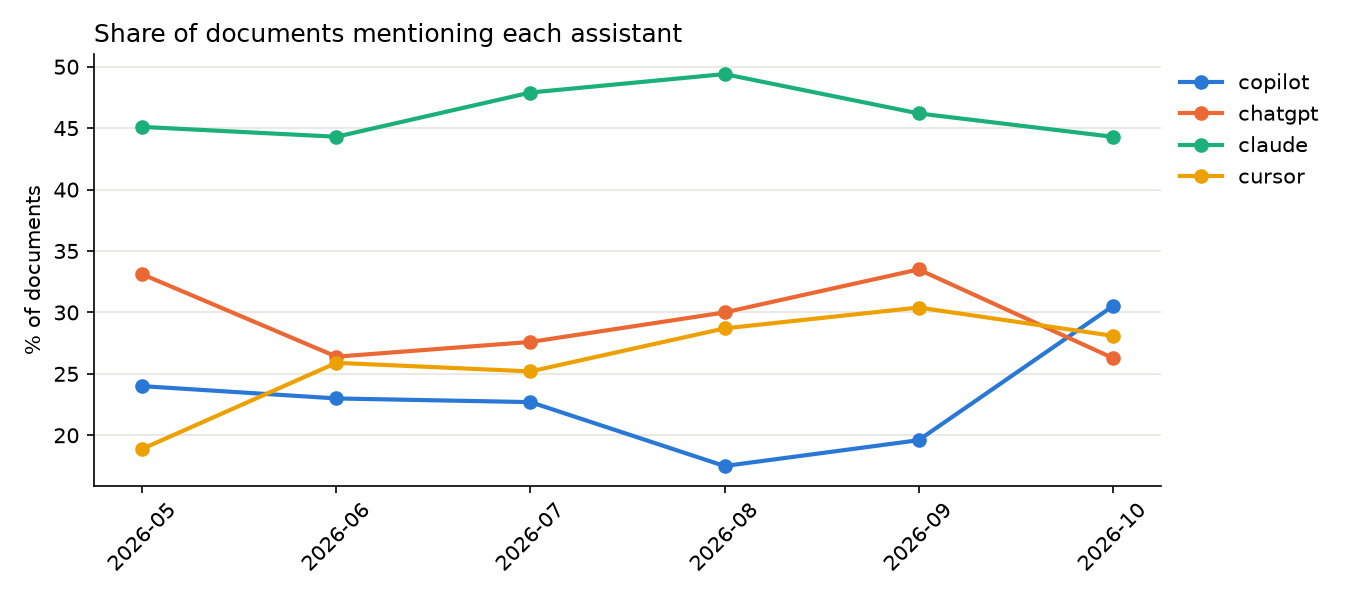 Share of documents mentioning each assistant
50
45
40
35
30
25
20
% of documents
2026-05
2026-06
2026-07
2026-08
2026-09
2026-10
copilot
chatgpt
claude
cursor